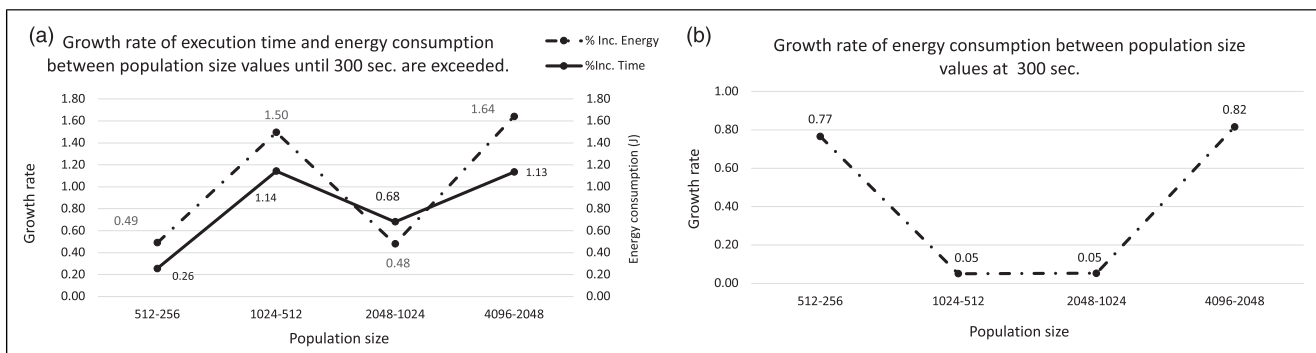 (a)
Growth rate of execution time and energy consumption
between population size values until 300 sec. are exceeded.
% Inc. Energy
%Inc. Time
1.80 1.80
1.60 1.64 1.60
1.40 1.50 1.40
1.20 1.20
1.00 1.14 1.13 1.00
0.80 0.68 0.80
0.60 0.49 0.60
0.40 0.48 0.40
0.20 0.26 0.20
0.00 0.00
Growth rate
Energy consumption (J)
512-256 1024-512 2048-1024 4096-2048
Population size
(b)
Growth rate of energy consumption between population size
values at 300 sec.
1.00
0.80 0.77 0.82
0.60
0.40
0.20 0.05 0.05
0.00
Growth rate
512-256 1024-512 2048-1024 4096-2048
Population size